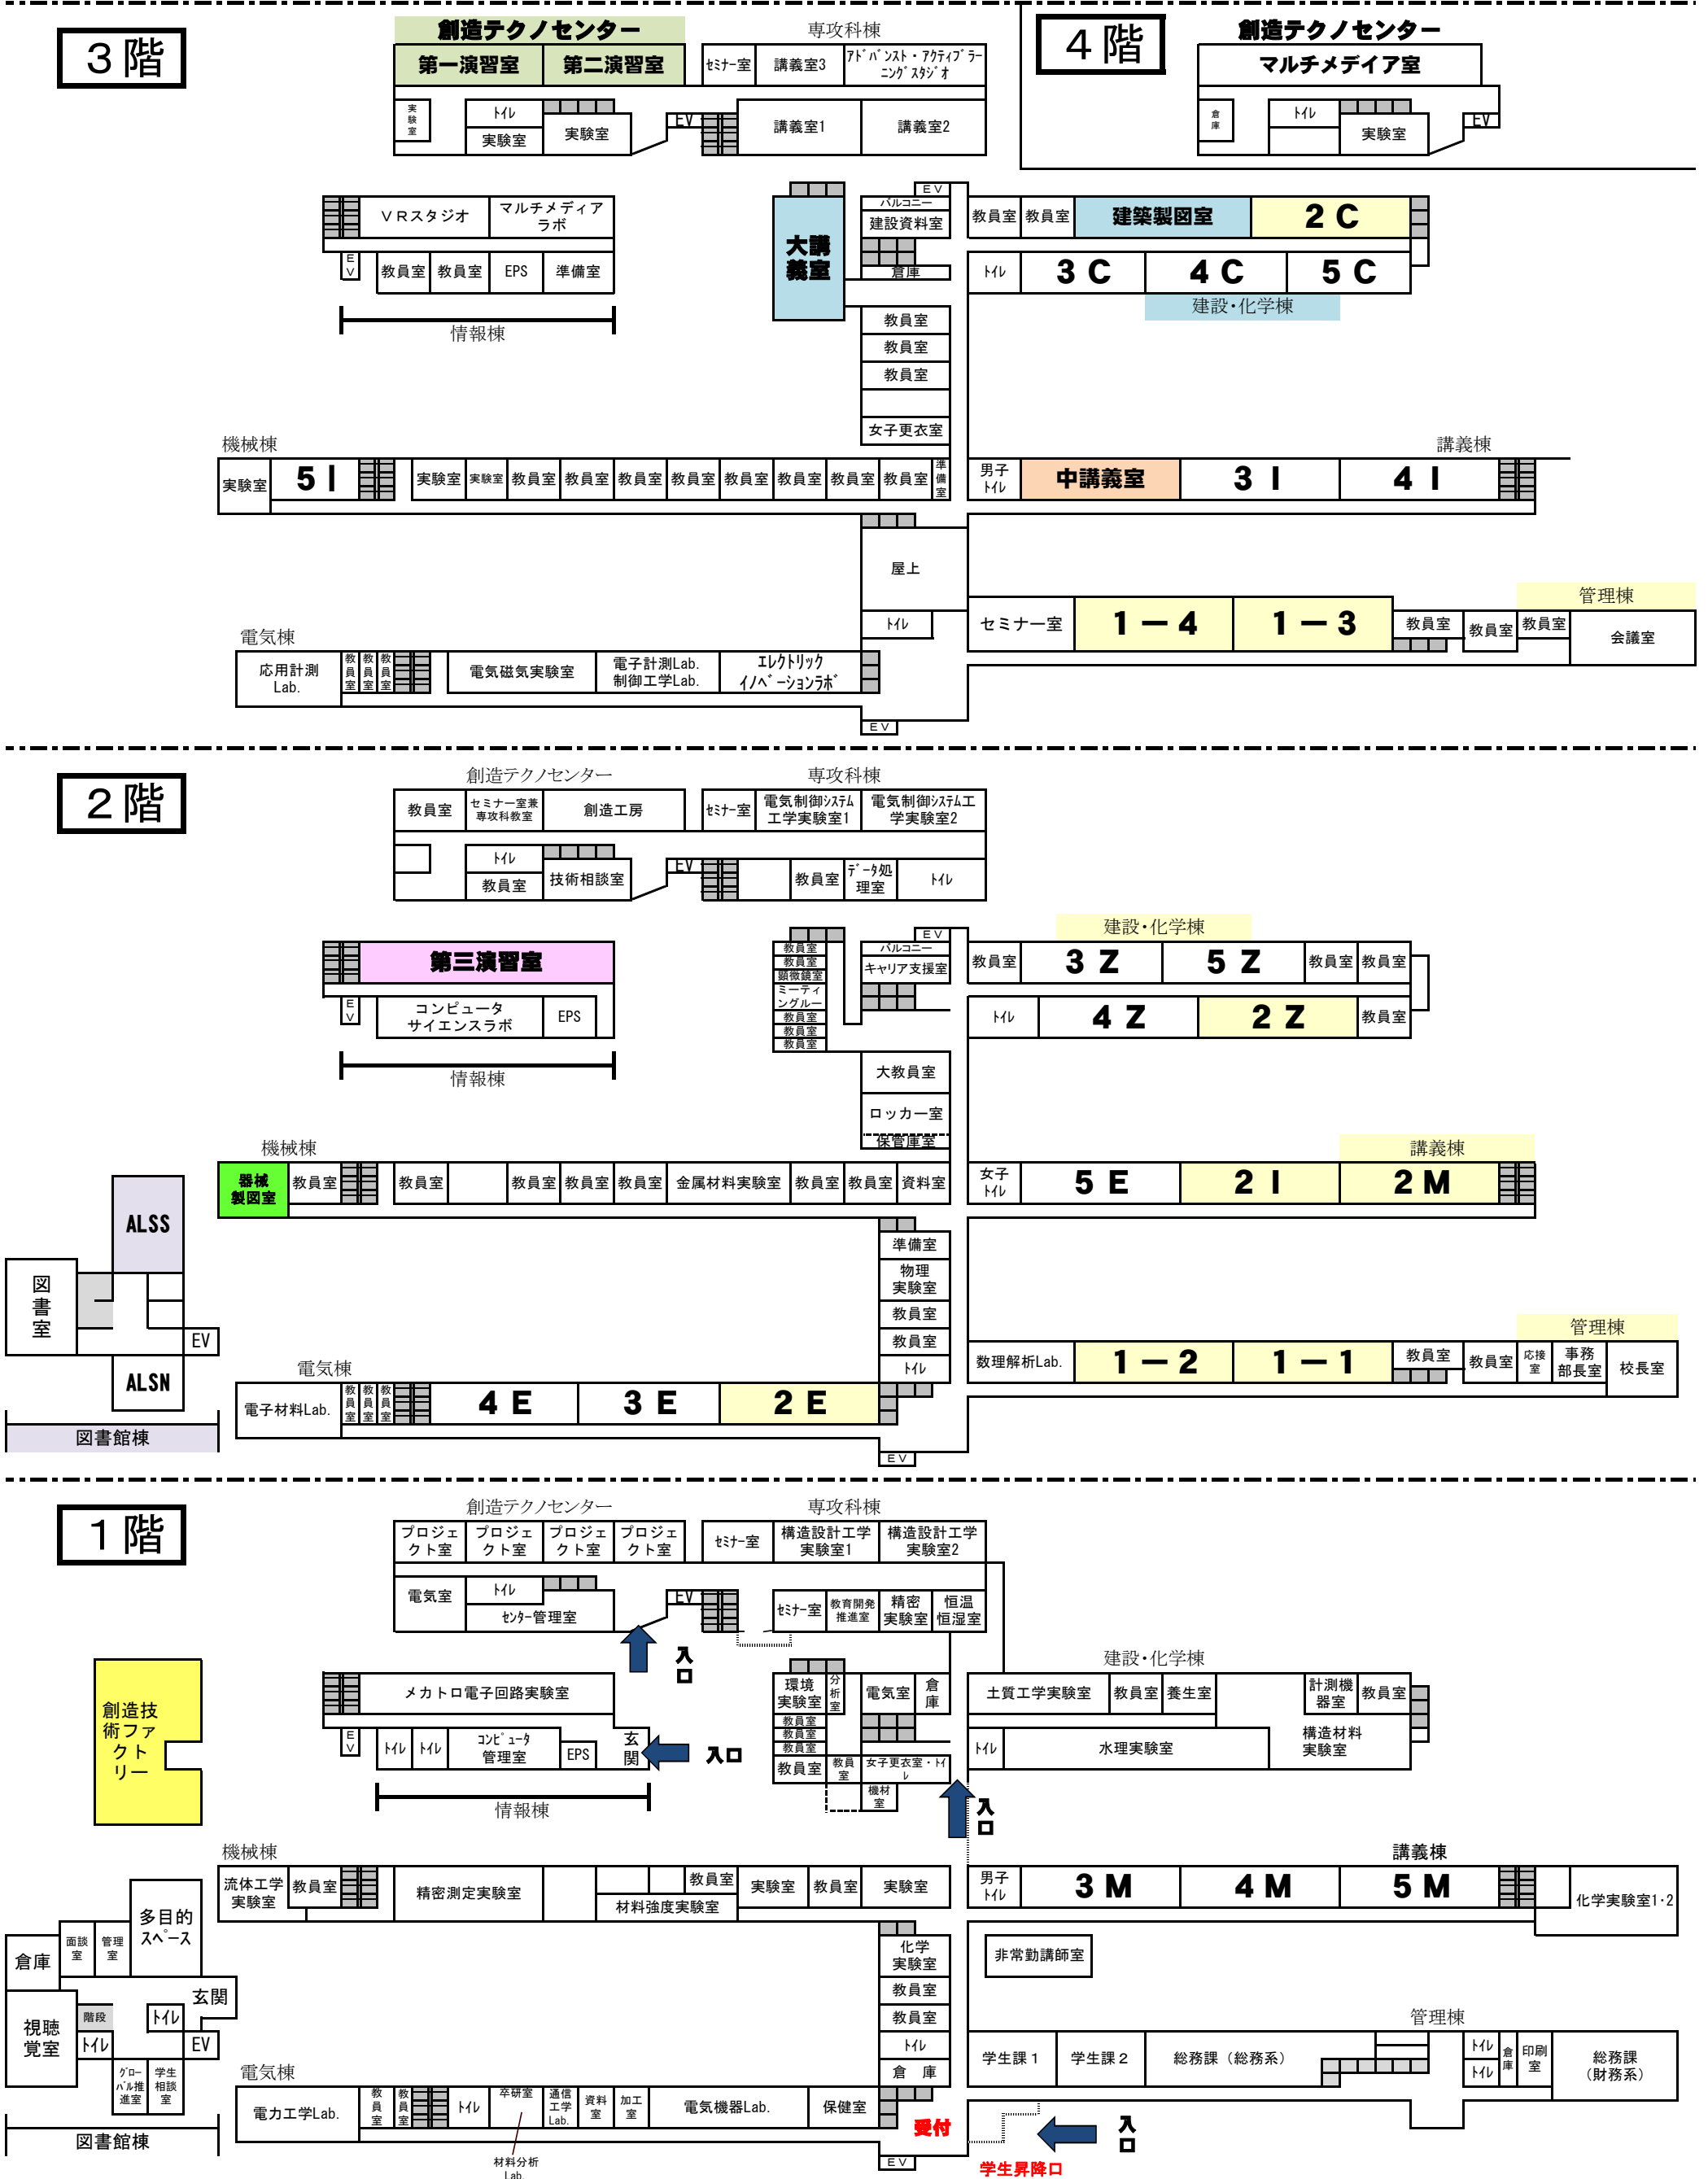 ３階
創造テクノセンター
専攻科棟
第一演習室 第二演習室 ｾﾐﾅｰ室 講義室3 ｱﾄﾞﾊﾞﾝｽﾄ・ｱｸﾃｨﾌﾞﾗｰ
ﾆﾝｸﾞｽﾀｼﾞｵ
実験室 ﾄｲﾚ 実験室 実験室 EV 講義室1 講義室2
４階
創造テクノセンター
マルチメデイア室
倉庫 ﾄｲﾚ 実験室 EV
ＶＲスタジオ マルチメディア
ラボ
EV 教員室 教員室 EPS 準備室
情報棟
大講
義室
EV
バルコニー
建設資料室
倉庫
教員室 教員室 建築製図室 ２Ｃ
ﾄｲﾚ ３Ｃ ４Ｃ ５Ｃ
建設・化学棟
教員室
教員室
教員室
女子更衣室
機械棟
実験室 ５Ｉ 実験室 実験室 教員室 教員室 教員室 教員室 教員室 教員室 教員室 教員室 準備室
講義棟
男子
トイレ 中講義室 ３Ｉ ４Ｉ
屋上
ﾄｲﾚ
管理棟
セミナー室 １－４ １－３ 教員室 教員室 教員室 会議室
電気棟
応用計測
Lab. 教員室 教員室 教員室 電気磁気実験室 電子計測Lab.
制御工学Lab. ｴﾚｸﾄﾘｯｸ
ｲﾉﾍﾞｰｼｮﾝﾗﾎﾞ
EV
２階
創造テクノセンター
専攻科棟
教員室 セミナー室兼
専攻科教室 創造工房 ｾﾐﾅｰ室 電気制御ｼｽﾃﾑ
工学実験室1 電気制御ｼｽﾃﾑ工
学実験室2
ﾄｲﾚ 教員室 技術相談室 EV 教員室 ﾃﾞｰﾀ処
理室 ﾄｲﾚ
第三演習室
EV コンピュータ
サイエンスラボ EPS
情報棟
教員室
教員室
顕微鏡室
ミーティ
ングルー
教員室
教員室
教員室
EV
バルコニー
キャリア支援室
建設・化学棟
教員室 ３Ｚ ５Ｚ 教員室 教員室
ﾄｲﾚ ４Ｚ ２Ｚ 教員室
大教員室
ロッカー室
保管庫室
機械棟
器械
製図室 教員室 教員室 教員室 教員室 教員室 金属材料実験室 教員室 教員室 資料室
講義棟
女子
トイレ ５Ｅ ２Ｉ ２Ｍ
ALSS
図書室
EV
ALSN
図書館棟
準備室
物理
実験室
教員室
教員室
ﾄｲﾚ
管理棟
数理解析Lab. １－２ １－１ 教員室 教員室 応接室 事務
部長室 校長室
電気棟
電子材料Lab. 教員室 教員室 教員室 ４Ｅ ３Ｅ ２Ｅ
EV
１階
創造テクノセンター
専攻科棟
プロジェ
クト室 プロジェ
クト室 プロジェ
クト室 プロジェ
クト室 ｾﾐﾅｰ室 構造設計工学
実験室1 構造設計工学
実験室2
電気室 ﾄｲﾚ ｾﾝﾀｰ管理室 EV ｾﾐﾅｰ室 教育開発
推進室 精密
実験室 恒温
恒湿室
入口
創造技
術ファ
クト
リー
メカトロ電子回路実験室
EV ﾄｲﾚ ﾄｲﾚ ｺﾝﾋﾟｭｰﾀ
管理室 EPS 玄関 入口
情報棟
環境
実験室 分析室 電気室 倉庫
教員室
教員室
教員室
教員室 教員室 女子更衣室・ﾄｲ
ﾚ
機材
室
入口
建設・化学棟
土質工学実験室 教員室 養生室 計測機
器室 教員室
ﾄｲﾚ 水理実験室 構造材料
実験室
機械棟
流体工学
実験室 教員室 精密測定実験室 教員室 材料強度実験室 実験室 教員室 実験室
講義棟
男子
トイレ ３Ｍ ４Ｍ ５Ｍ 化学実験室1・2
非常勤講師室
倉庫 面談室 管理室 多目的
ｽﾍﾟｰｽ
視聴
覚室 階段 ﾄｲﾚ ﾄｲﾚ 玄関 EV
ｸﾞﾛｰ
ﾊﾞﾙ推
進室 学生
相談
室
図書館棟
化学
実験室
教員室
教員室
ﾄｲﾚ
倉 庫
管理棟
学生課１ 学生課２ 総務課（総務系） ﾄｲﾚ ﾄｲﾚ 倉庫 印刷室 総務課
（財務系）
電気棟
電力工学Lab. 教員室 教員室 ﾄｲﾚ 卒研室 通信
工学
Lab. 資料室 加工室 電気機器Lab. 保健室
材料分析
Lab.
受付
EV
入口
学生昇降口